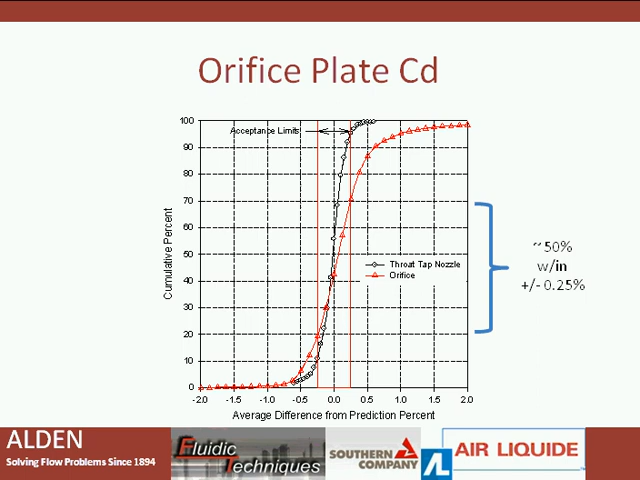 Orifice Plate Cd
100
90
80
70
60
50
40
30
20
10
0
Cumulative Percent
Acceptance Limits
Throat Tap Nozzle
Orifice
-2.0 -1.5 -1.0 -0.5 0.0 0.5 1.0 1.5 2.0
Average Difference from Prediction Percent
~50%
w/in
+/- 0.25%
ALDEN
Solving Flow Problems Since 1894
Fluidic
Techniques
SOUTHERN
COMPANY
AIR LIQUIDE